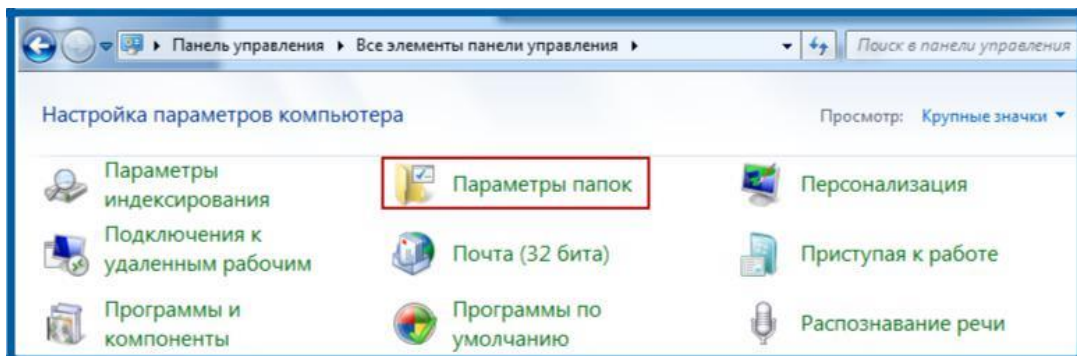 Панель управления ▸ Все элементы панели управления ▸
Поиск в панели управления
Настройка параметров компьютера
Просмотр: Крупные значки
Параметры
индексирования
Параметры папок
Персонализация
Подключения к
удаленным рабочим
Почта (32 бита)
Приступая к работе
Программы и
компоненты
Программы по
умолчанию
Распознавание речи